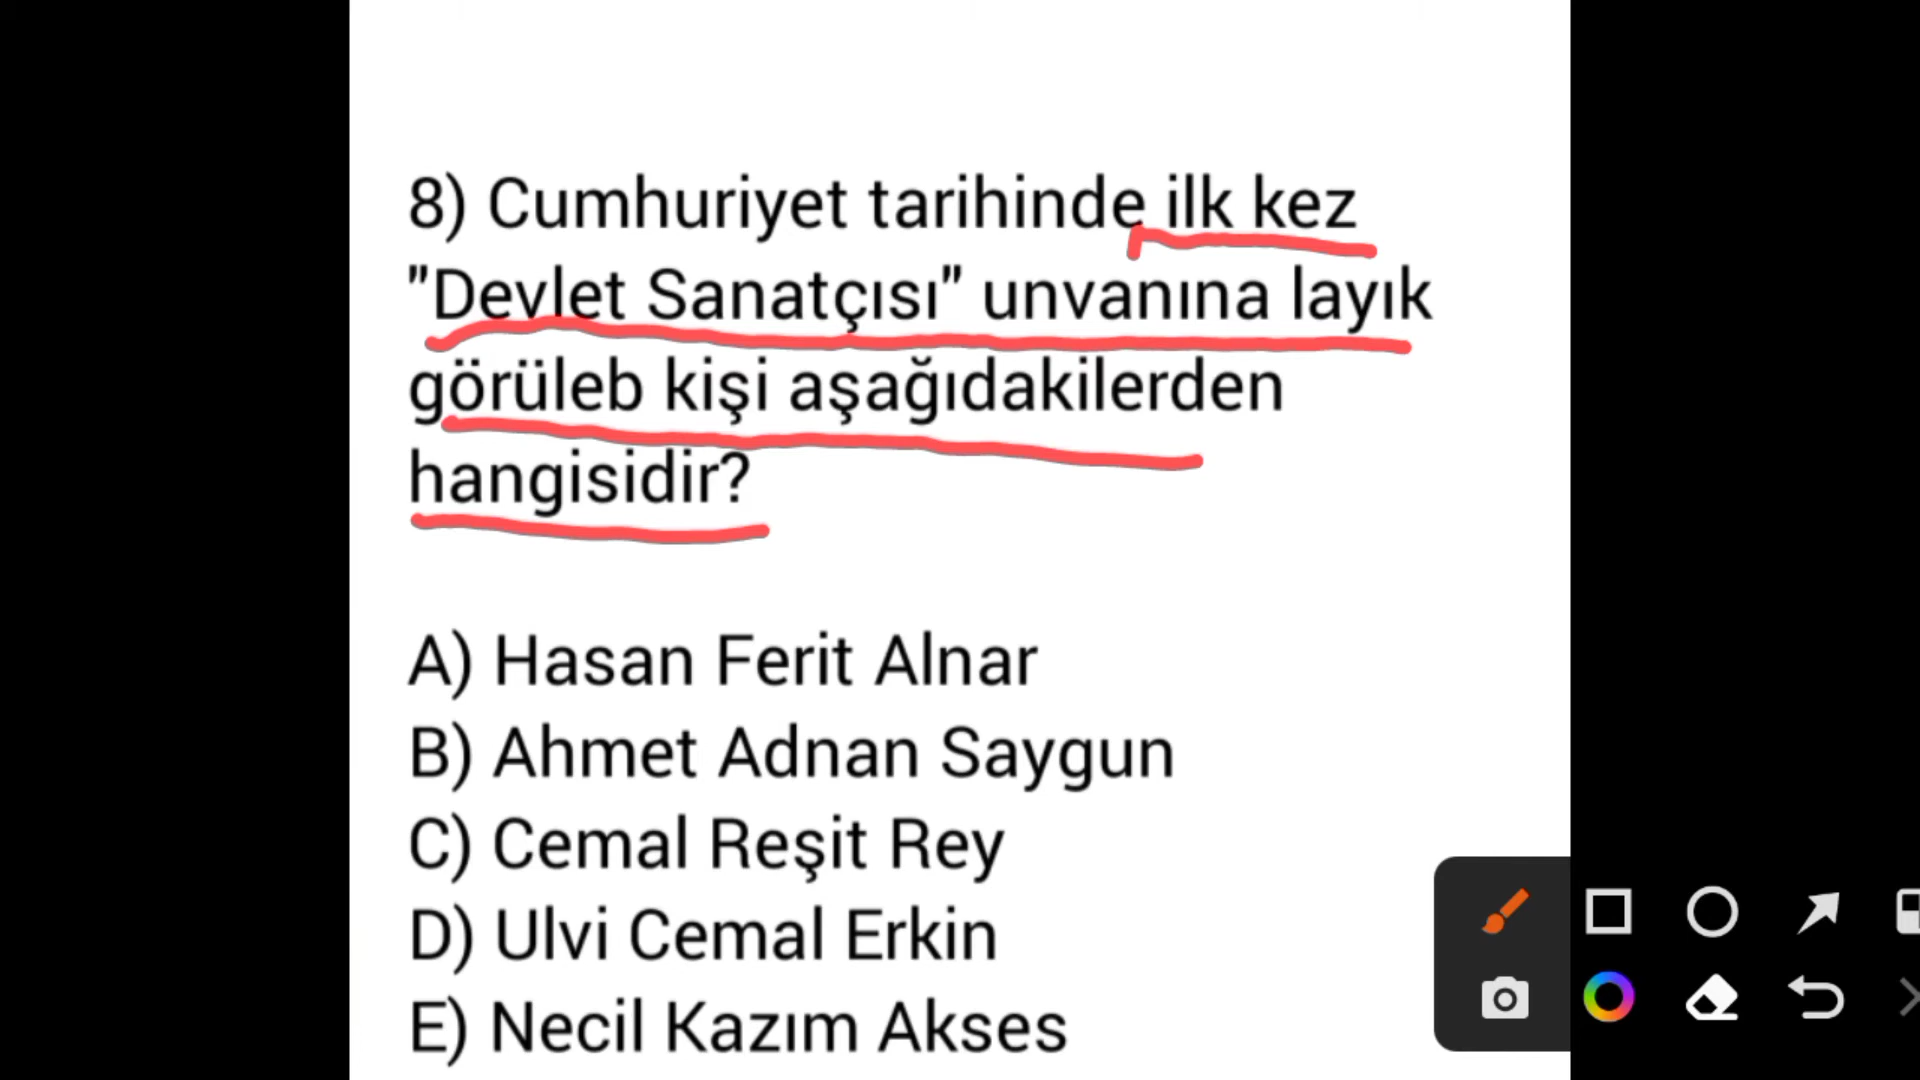 8) Cumhuriyet tarihinde ilk kez
"Devlet Sanatçısı" unvanına layık
görüleb kişi aşağıdakilerden
hangisidir?
A) Hasan Ferit Alnar
B) Ahmet Adnan Saygun
C) Cemal Reşit Rey
D) Ulvi Cemal Erkin
E) Necil Kazım Akses